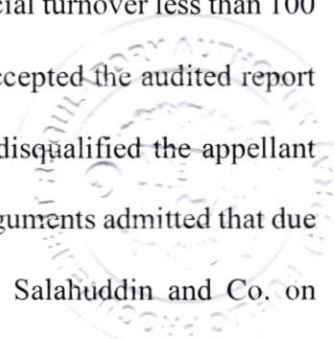 cial turnover less than 100
ccepted the audited report
disqualified the appellant
guments admitted that due
Salahuddin and Co. on